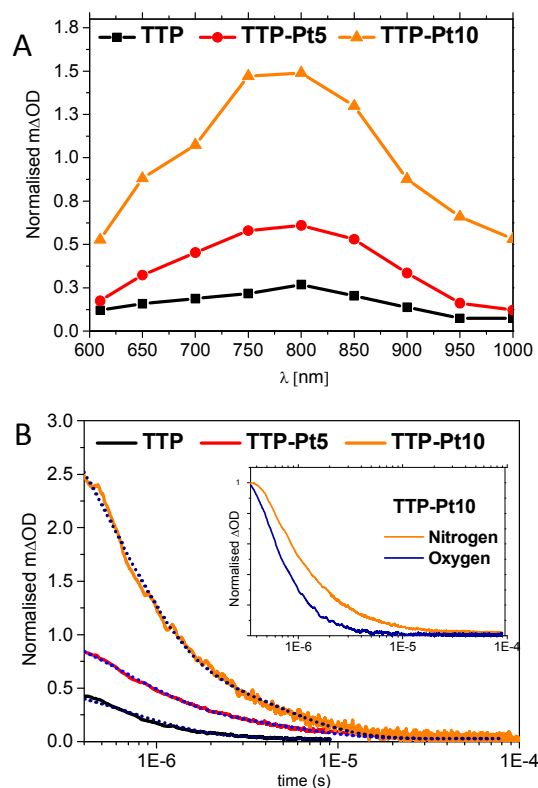 A
TTP TTP-Pt5 TTP-Pt10
Normalised m∆OD
1.8
1.5
1.3
1.0
0.8
0.5
0.3
0.0
600 650 700 750 800 850 900 950 1000
λ [nm]
B
TTP TTP-Pt5 TTP-Pt10
Normalised m∆OD
3.0
2.5
2.0
1.5
1.0
0.5
0.0
1E-6 1E-5 1E-4
time (s)
Normalised ∆OD
1
TTP-Pt10
Nitrogen
Oxygen
1E-6 1E-5 1E-4